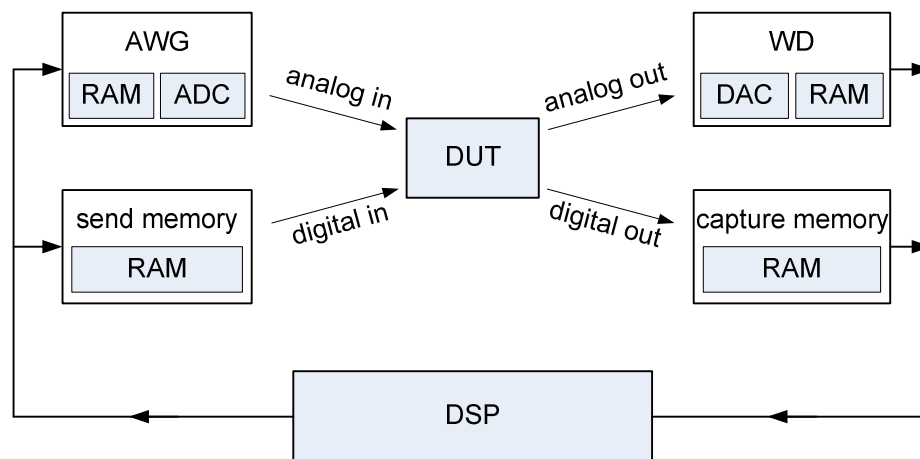 AWG
RAM ADC
analog in
analog out
WD
DAC RAM
DUT
send memory
RAM
digital in
digital out
capture memory
RAM
DSP